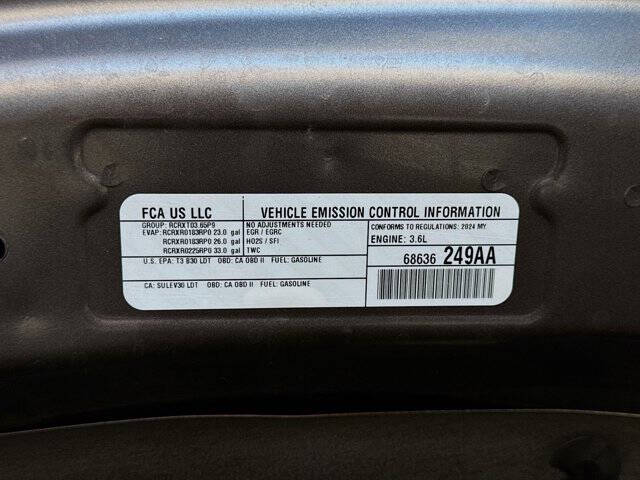 FCA US LLC
VEHICLE EMISSION CONTROL INFORMATION
GROUP: RCRXT03.65P9
EVAP: RCRXR0183RP0 23.0 gal
RCRXR0183RP0 26.0 gal
RCRXR0225RP0 33.0 gal
NO ADJUSTMENTS NEEDED
EGR / EGRC
HO2S / SFI
TWC
CONFORMS TO REGULATIONS: 2024 MY
ENGINE: 3.6L
U.S. EPA: T3 B30 LDT OBD: CA OBD II FUEL: GASOLINE
CA: SULEV30 LDT OBD: CA OBD II FUEL: GASOLINE
68636 249AA